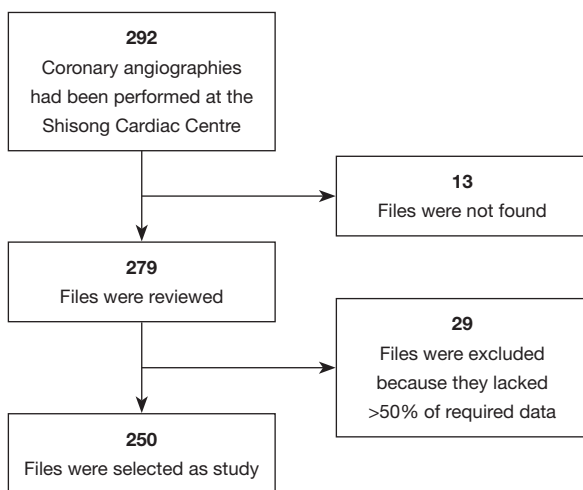 292
Coronary angiographies
had been performed at the
Shisong Cardiac Centre
13
Files were not found
279
Files were reviewed
29
Files were excluded
because they lacked
>50% of required data
250
Files were selected as study